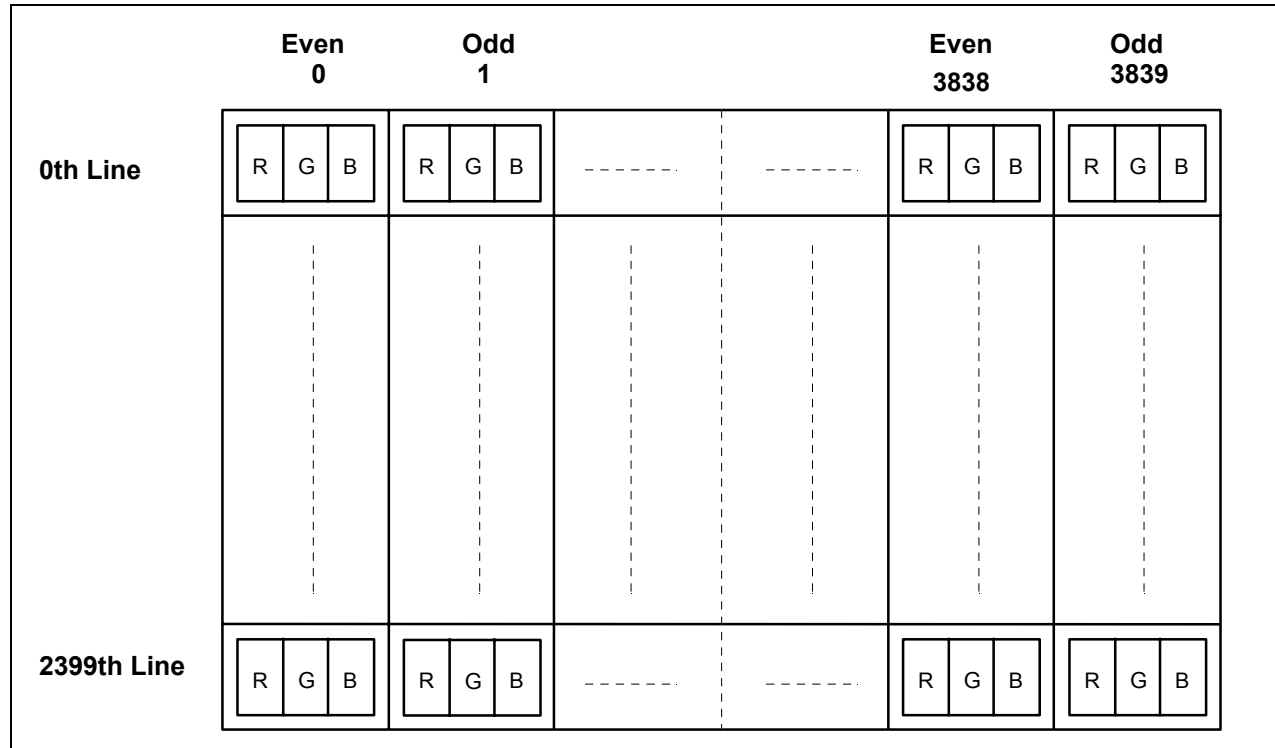 Even Odd Even Odd
0 1 3838 3839
0th Line R G B R G B R G B R G B
2399th Line R G B R G B R G B R G B